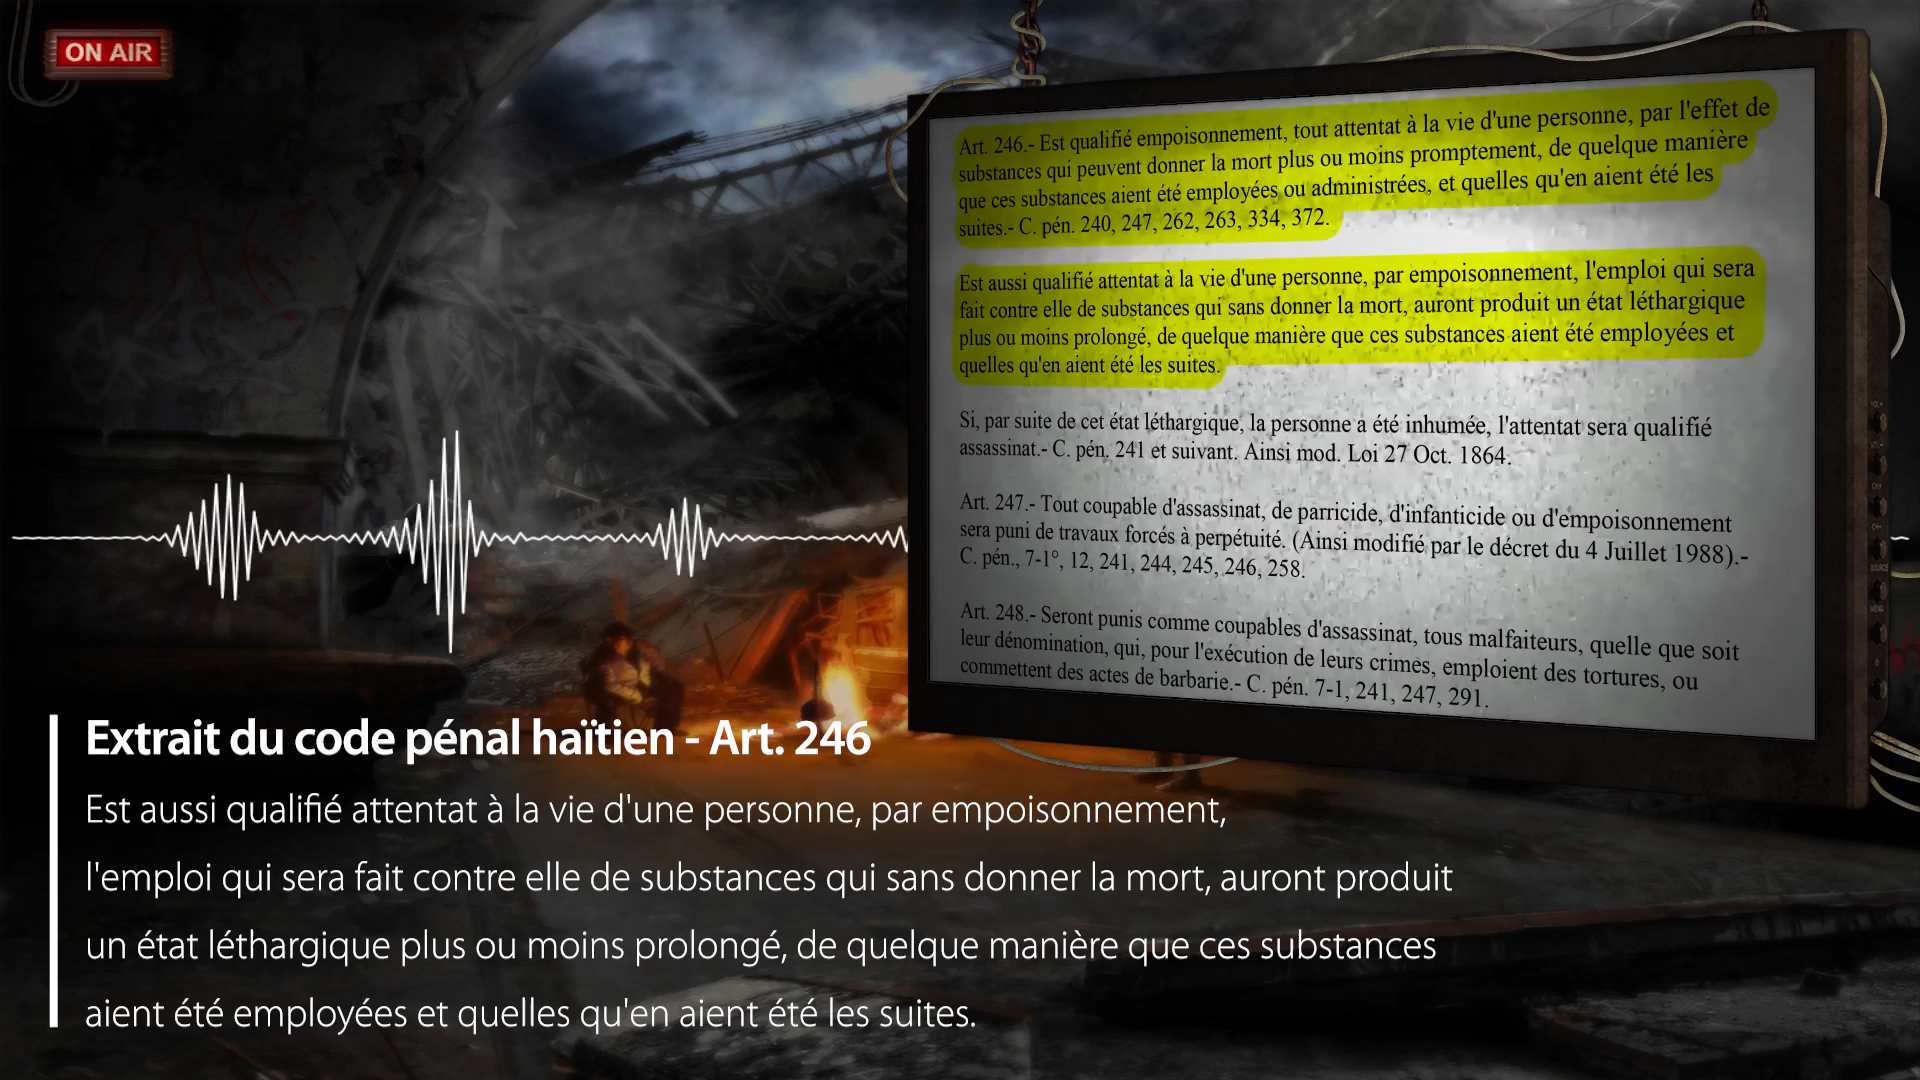 ON AIR
Art. 246.- Est qualifié empoisonnement, tout attentat à la vie d'une personne, par l'effet de
substances qui peuvent donner la mort plus ou moins promptement, de quelque manière
que ces substances aient été employées ou administrées, et quelles qu'en aient été les
suites.- C. pén. 240, 247, 262, 263, 334, 372.
Est aussi qualifié attentat à la vie d'une personne, par empoisonnement, l'emploi qui sera
fait contre elle de substances qui sans donner la mort, auront produit un état léthargique
plus ou moins prolongé, de quelque manière que ces substances aient été employées et
quelles qu'en aient été les suites.
Si, par suite de cet état léthargique, la personne a été inhumée, l'attentat sera qualifié
assassinat.- C. pén. 241 et suivant. Ainsi mod. Loi 27 Oct. 1864.
Art. 247.- Tout coupable d'assassinat, de parricide, d'infanticide ou d'empoisonnement
sera puni de travaux forcés à perpétuité. (Ainsi modifié par le décret du 4 Juillet 1988).-
C. pén., 7-1°, 12, 241, 244, 245, 246, 258.
Art. 248.- Seront punis comme coupables d'assassinat, tous malfaiteurs, quelle que soit
leur dénomination, qui, pour l'exécution de leurs crimes, emploient des tortures, ou
commettent des actes de barbarie.- C. pén. 7-1, 241, 247, 291.
Extrait du code pénal haïtien - Art. 246
Est aussi qualifié attentat à la vie d'une personne, par empoisonnement,
l'emploi qui sera fait contre elle de substances qui sans donner la mort, auront produit
un état léthargique plus ou moins prolongé, de quelque manière que ces substances
aient été employées et quelles qu'en aient été les suites.